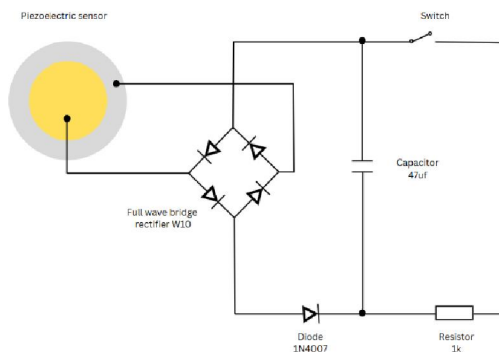 Piezoelectric sensor
Switch
Capacitor
47uf
Full wave bridge
rectifier W10
Diode
1N4007
Resistor
1k